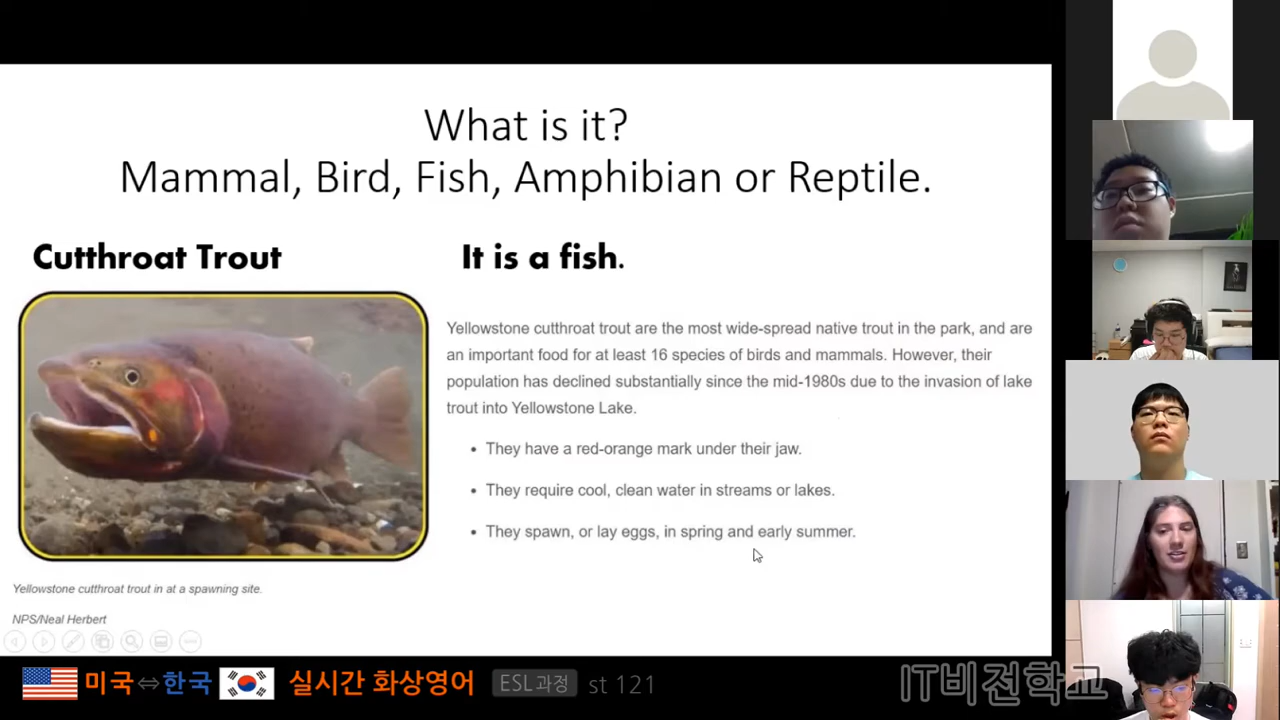 What is it?
Mammal, Bird, Fish, Amphibian or Reptile.
Cutthroat Trout
It is a fish.
Yellowstone cutthroat trout are the most wide-spread native trout in the park, and are
an important food for at least 16 species of birds and mammals. However, their
population has declined substantially since the mid-1980s due to the invasion of lake
trout into Yellowstone Lake.
• They have a red-orange mark under their jaw.
• They require cool, clean water in streams or lakes.
• They spawn, or lay eggs, in spring and early summer.
Yellowstone cutthroat trout in at a spawning site.
NPS/Neal Herbert
미국⇔한국 실시간 화상영어 ESL과정 st 121 IT비전학교